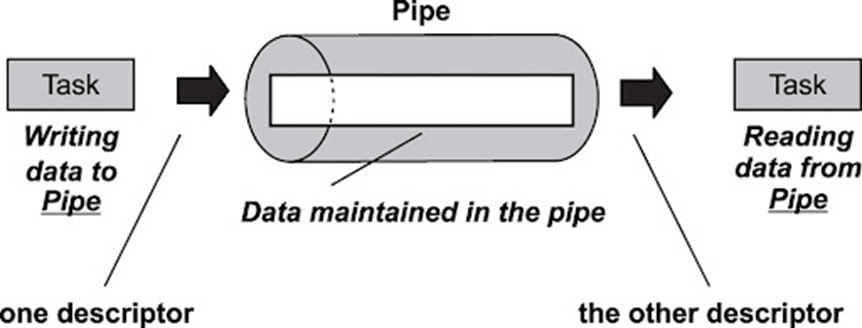 Pipe
Task
Writing
data to
Pipe
Data maintained in the pipe
Task
Reading
data from
Pipe
one descriptor
the other descriptor